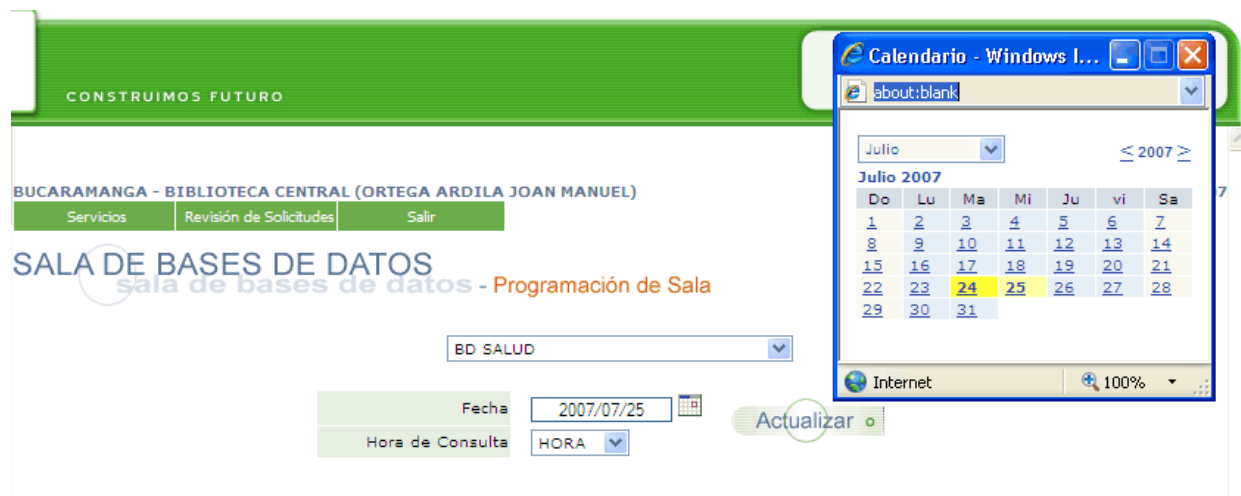 CONSTRUIMOS FUTURO
BUCARAMANGA - BIBLIOTECA CENTRAL (ORTEGA ARDILA JOAN MANUEL)
7
Servicios Revisión de Solicitudes Salir
SALA DE BASES DE DATOS
sala de bases de datos - Programación de Sala
BD SALUD
Fecha 2007/07/25
Actualizar
Hora de Consulta HORA
Calendario - Windows I...
about:blank
Julio < 2007 >
Julio 2007
Do Lu Ma Mi Ju vi Sa
1 2 3 4 5 6 7
8 9 10 11 12 13 14
15 16 17 18 19 20 21
22 23 24 25 26 27 28
29 30 31
Internet 100%